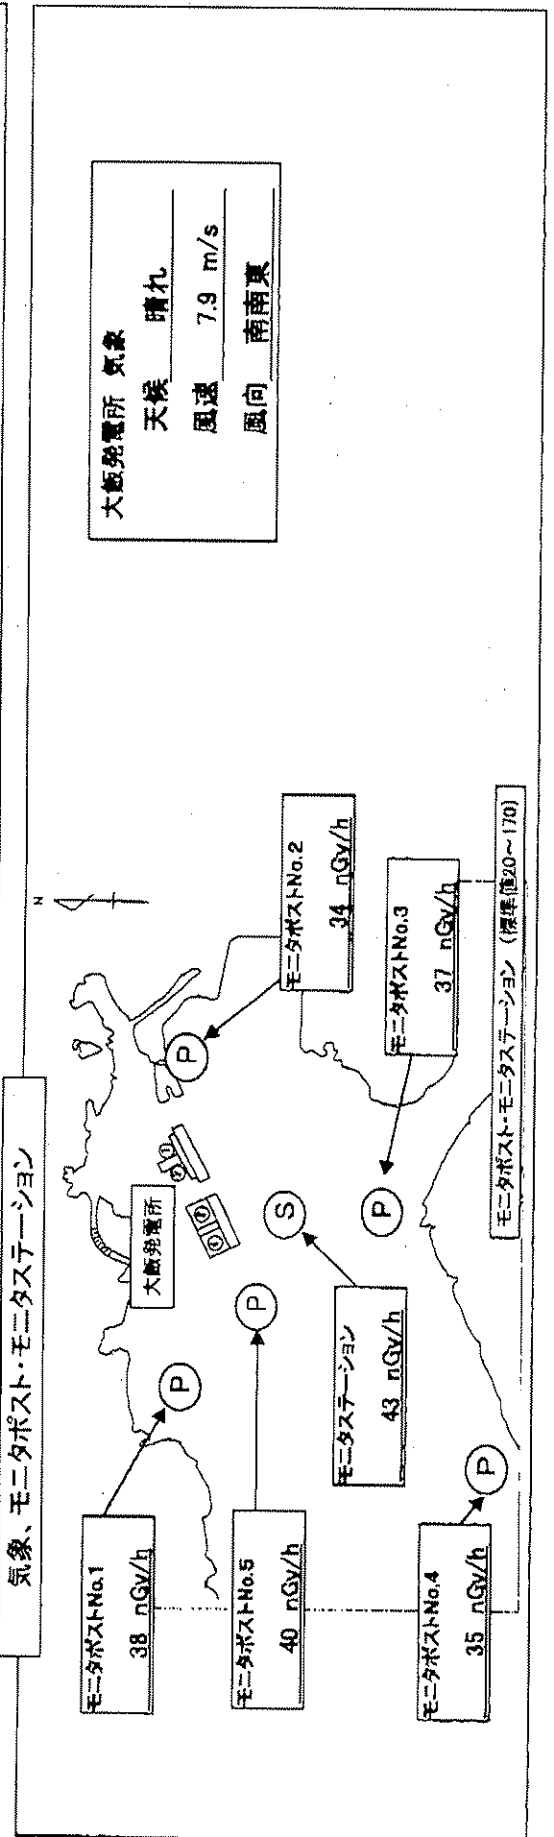 気象、モニタポスト・モニタステーション
大飯発電所 気象
天候 晴れ
風速 7.9 m/s
風向 南南東
N
モニタポストNo.1
38 nGy/h
モニタポストNo.5
40 nGy/h
モニタポストNo.4
35 nGy/h
モニタステーション
43 nGy/h
大飯発電所
モニタポストNo.2
34 nGy/h
モニタポストNo.3
37 nGy/h
P
P
P
S
P
P
モニタポスト・モニタステーション (標準値20~170)